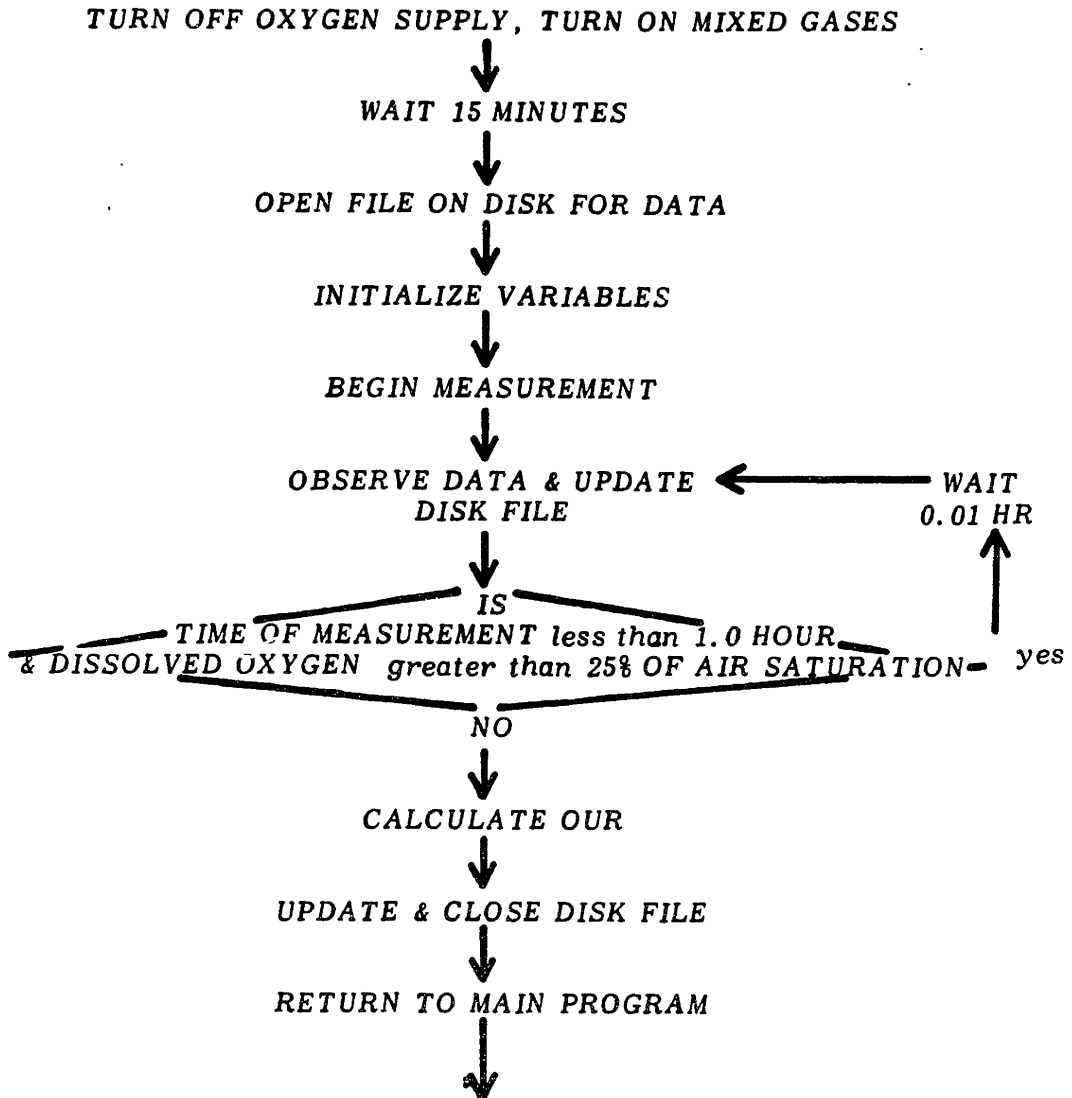 TURN OFF OXYGEN SUPPLY, TURN ON MIXED GASES
WAIT 15 MINUTES
OPEN FILE ON DISK FOR DATA
INITIALIZE VARIABLES
BEGIN MEASUREMENT
OBSERVE DATA & UPDATE
DISK FILE
WAIT
0.01 HR
IS
TIME OF MEASUREMENT less than 1.0 HOUR
& DISSOLVED OXYGEN greater than 25% OF AIR SATURATION
yes
NO
CALCULATE OUR
UPDATE & CLOSE DISK FILE
RETURN TO MAIN PROGRAM